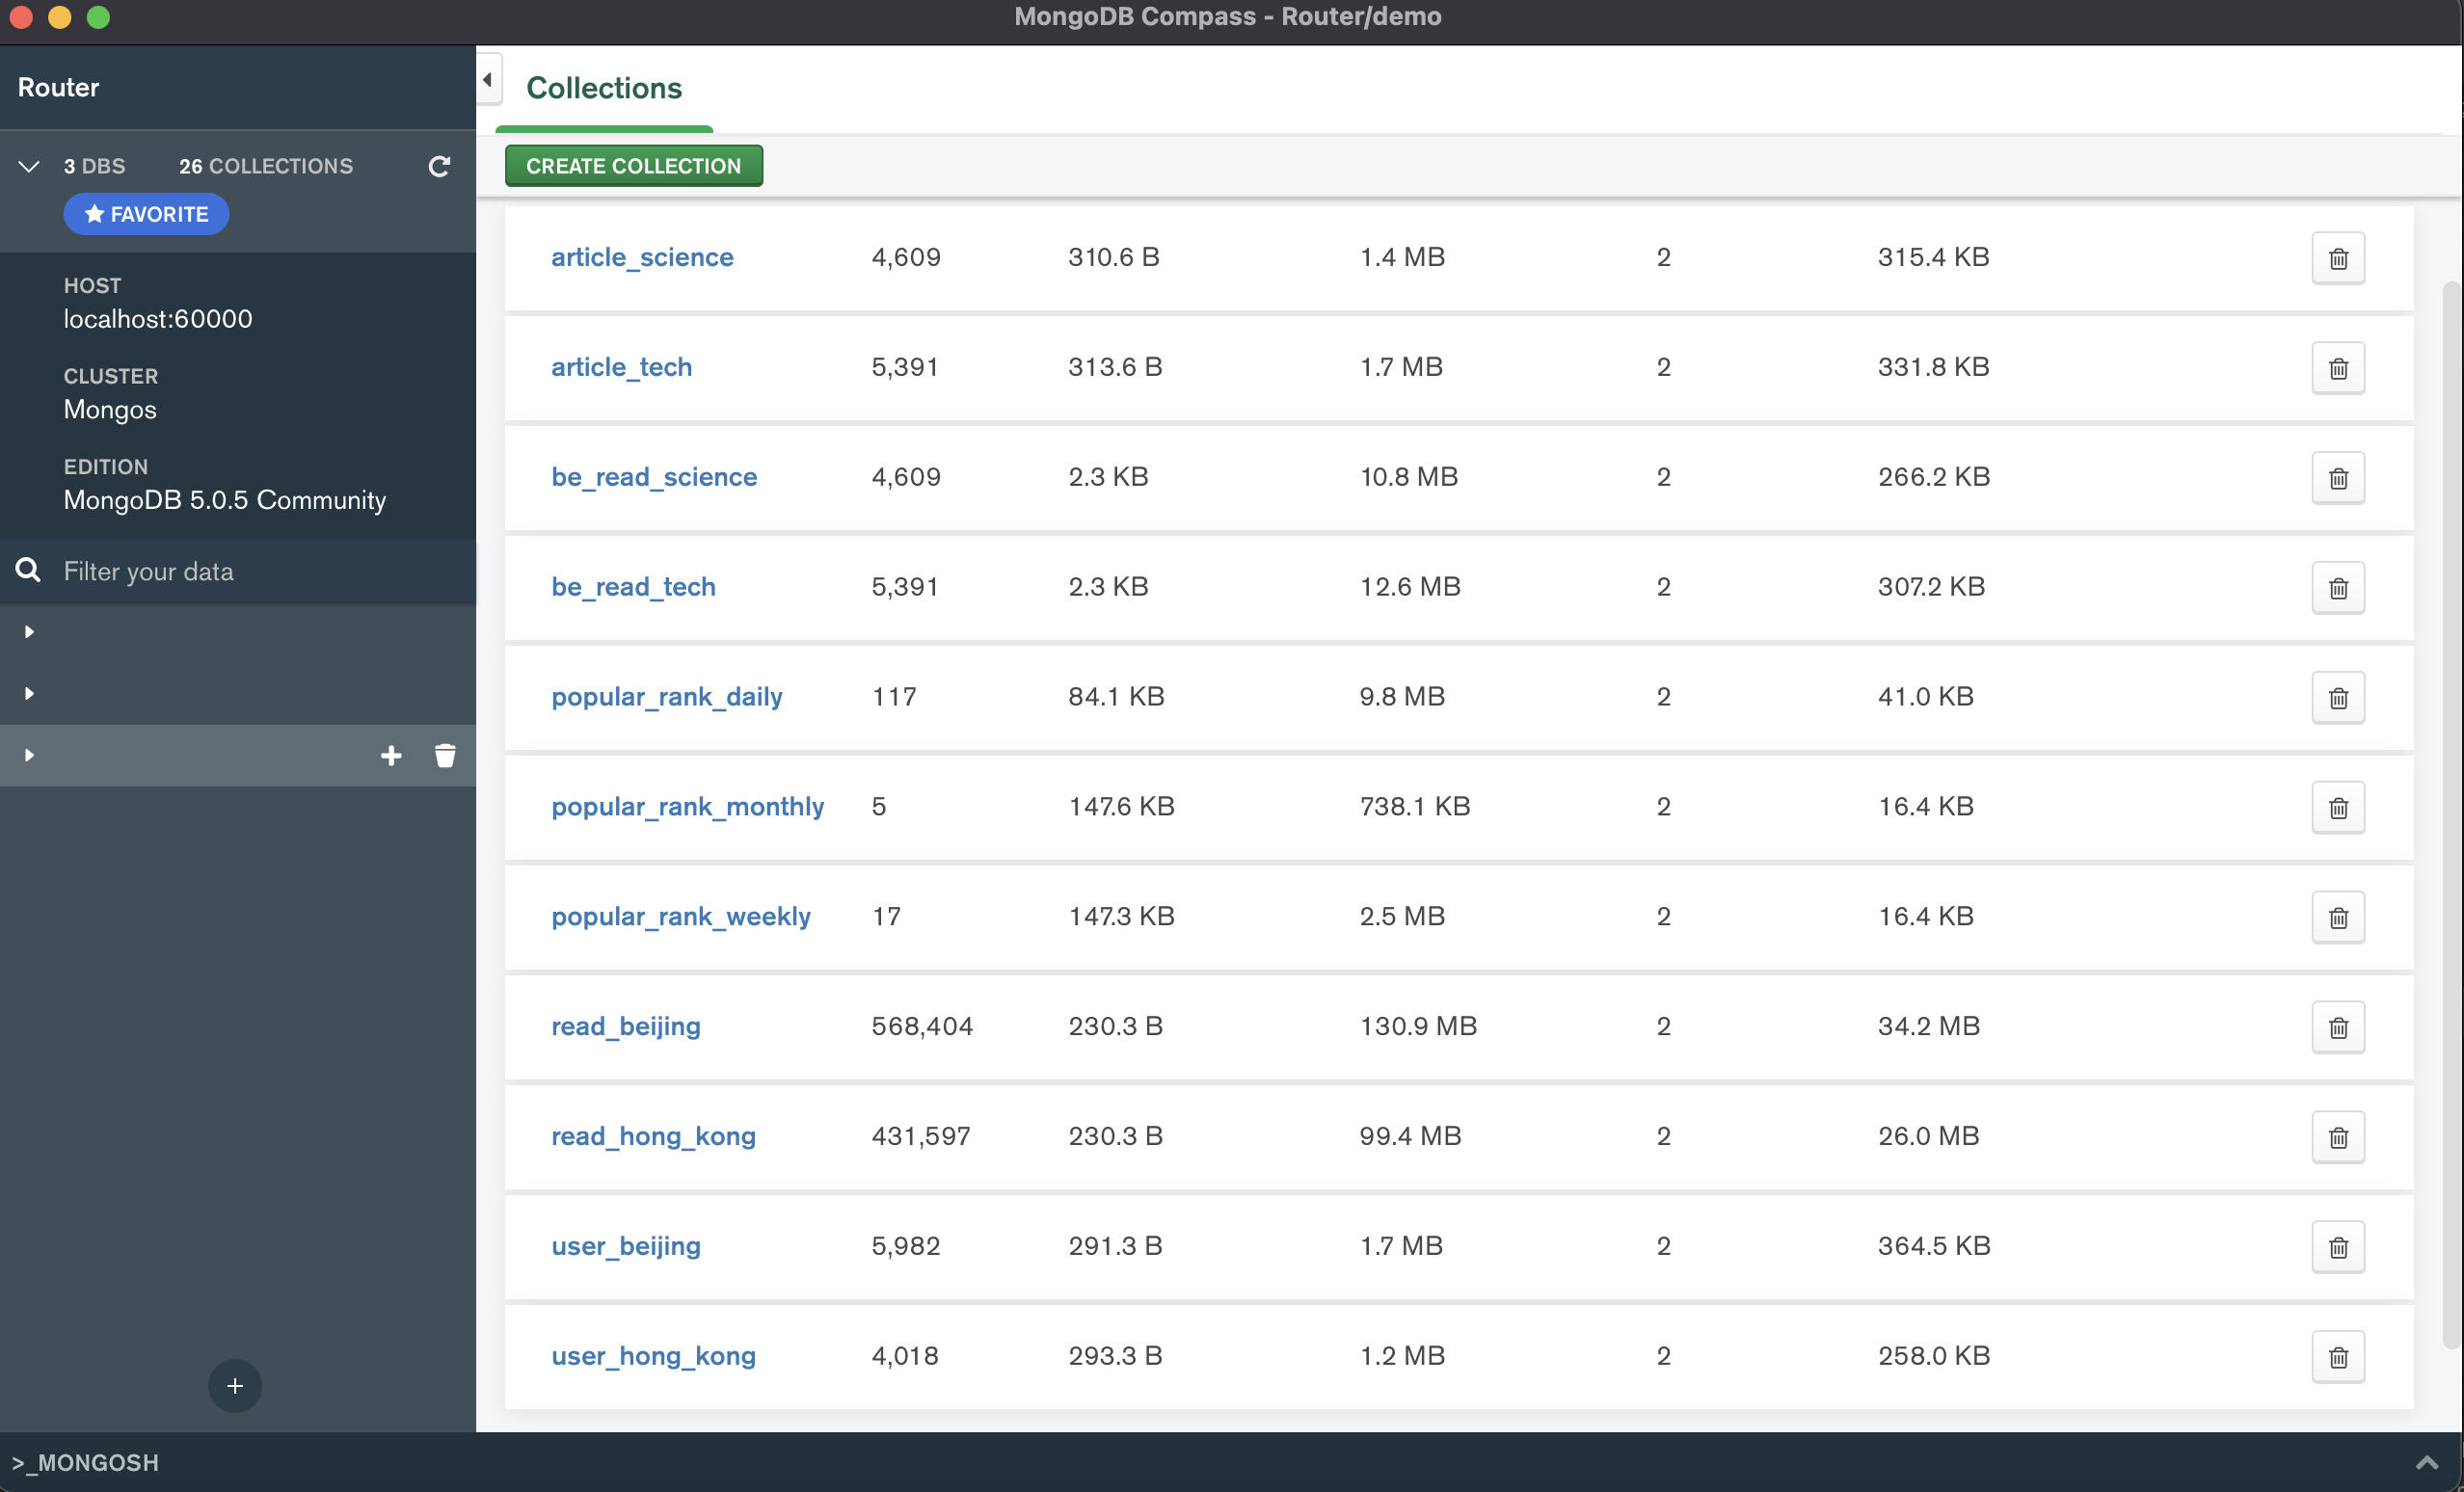 MongoDB Compass - Router/demo
Router
3 DBS 26 COLLECTIONS
FAVORITE
HOST
localhost:60000
CLUSTER
Mongos
EDITION
MongoDB 5.0.5 Community
Filter your data
Collections
CREATE COLLECTION
article_science 4,609 310.6 B 1.4 MB 2 315.4 KB
article_tech 5,391 313.6 B 1.7 MB 2 331.8 KB
be_read_science 4,609 2.3 KB 10.8 MB 2 266.2 KB
be_read_tech 5,391 2.3 KB 12.6 MB 2 307.2 KB
popular_rank_daily 117 84.1 KB 9.8 MB 2 41.0 KB
popular_rank_monthly 5 147.6 KB 738.1 KB 2 16.4 KB
popular_rank_weekly 17 147.3 KB 2.5 MB 2 16.4 KB
read_beijing 568,404 230.3 B 130.9 MB 2 34.2 MB
read_hong_kong 431,597 230.3 B 99.4 MB 2 26.0 MB
user_beijing 5,982 291.3 B 1.7 MB 2 364.5 KB
user_hong_kong 4,018 293.3 B 1.2 MB 2 258.0 KB
>_MONGOSH